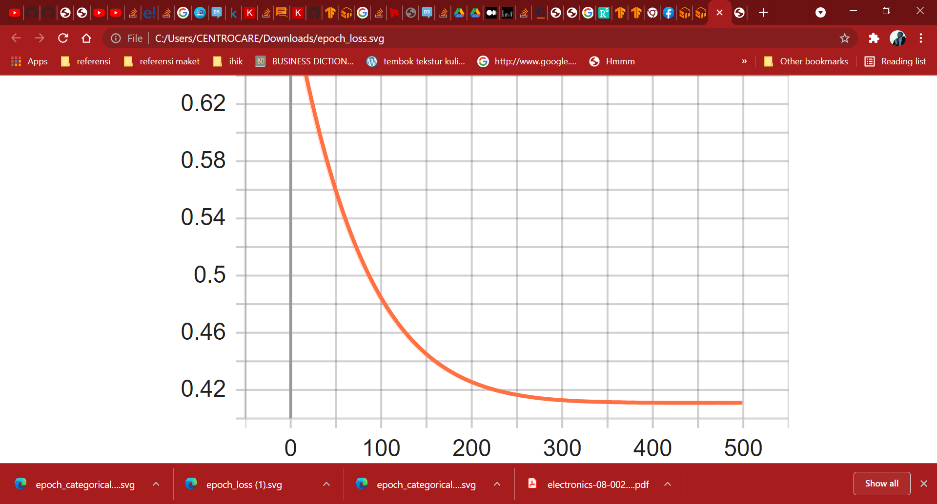 File C:/Users/CENTROCARE/Downloads/epoch_loss.svg
Apps referensi referensi maket ihik BUSINESS DICTION... tembok tekstur kuli... http://www.google.... Hmmm » Other bookmarks Reading list
0.62
0.58
0.54
0.5
0.46
0.42
0 100 200 300 400 500
epoch_categorical....svg epoch_loss (1).svg epoch_categorical....svg electronics-08-002....pdf Show all